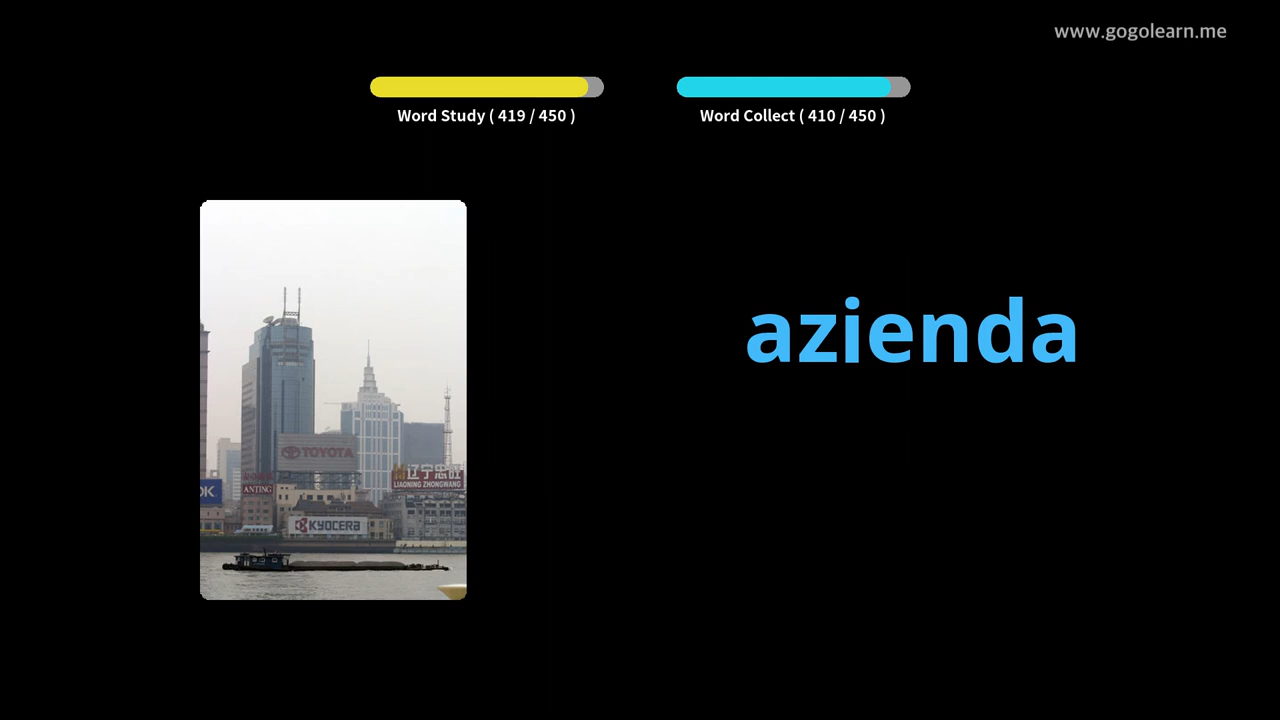 www.gogolearn.me
Word Study ( 419 / 450 )
Word Collect ( 410 / 450 )
azienda
TOYOTA
辽宁忠旺
LIAONING ZHONGWANG
OK
ANTING
KYOCERA